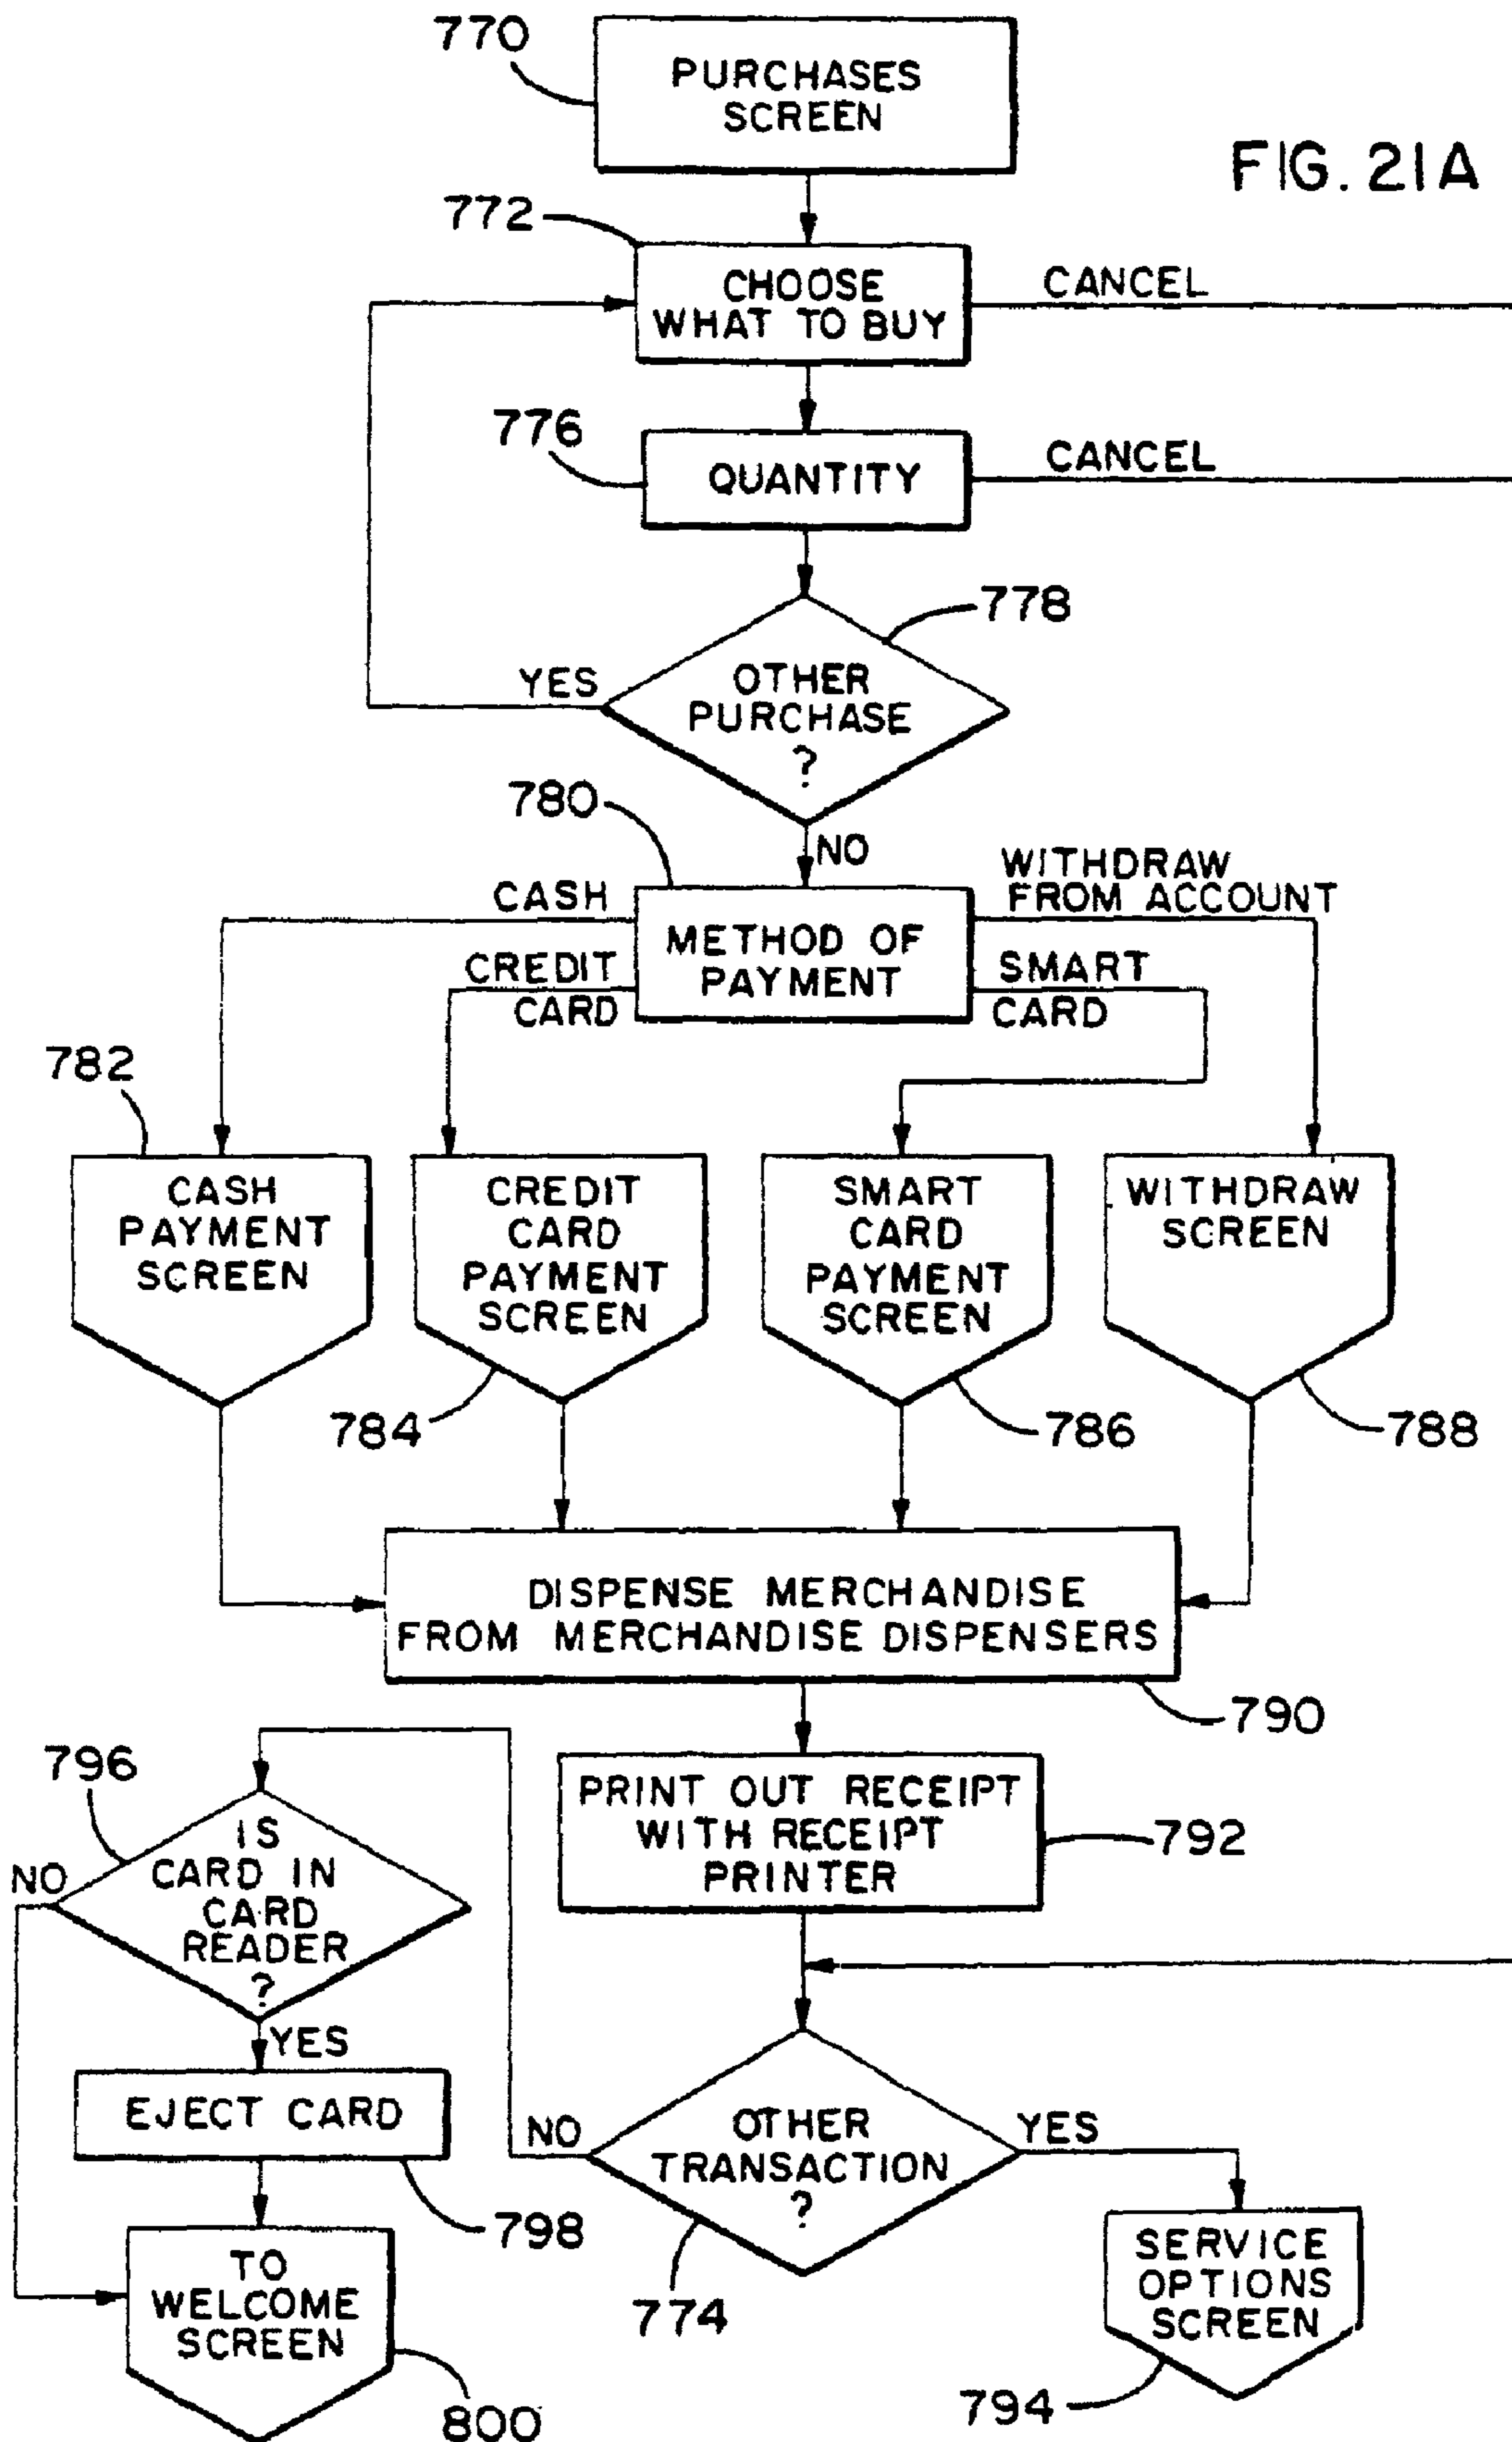 770
PURCHASES
SCREEN
FIG. 21A
772
CHOOSE
WHAT TO BUY
CANCEL
776
QUANTITY
CANCEL
778
OTHER
PURCHASE
?
YES
NO
780
METHOD OF
PAYMENT
CASH
CREDIT
CARD
WITHDRAW
FROM ACCOUNT
SMART
CARD
782
CASH
PAYMENT
SCREEN
CREDIT
CARD
PAYMENT
SCREEN
784
SMART
CARD
PAYMENT
SCREEN
786
WITHDRAW
SCREEN
788
DISPENSE MERCHANDISE
FROM MERCHANDISE DISPENSERS
790
PRINT OUT RECEIPT
WITH RECEIPT
PRINTER
792
796
IS
CARD IN
CARD
READER
?
NO
YES
EJECT CARD
798
TO
WELCOME
SCREEN
800
OTHER
TRANSACTION
?
NO
YES
774
SERVICE
OPTIONS
SCREEN
794